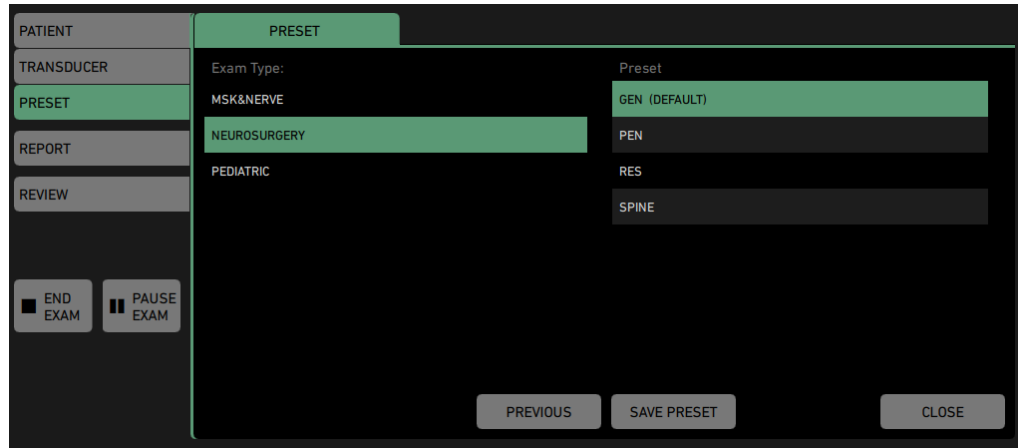 PATIENT
TRANSDUCER
PRESET
REPORT
REVIEW
END
EXAM
PAUSE
EXAM
PRESET
Exam Type:
MSK&NERVE
NEUROSURGERY
PEDIATRIC
Preset
GEN (DEFAULT)
PEN
RES
SPINE
PREVIOUS
SAVE PRESET
CLOSE